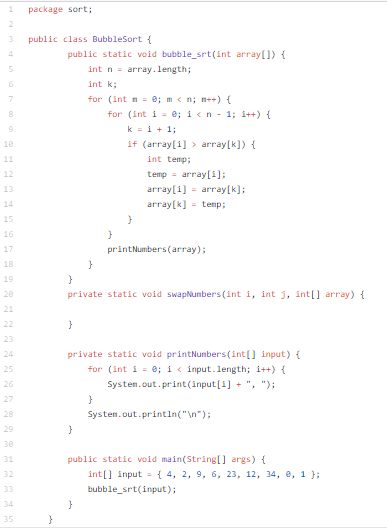 1 package sort;
2
3 public class BubbleSort {
4 public static void bubble_srt(int array[]) {
5 int n = array.length;
6 int k;
7 for (int m = 0; m < n; m++) {
8 for (int i = 0; i < n - 1; i++) {
9 k = i + 1;
10 if (array[i] > array[k]) {
11 int temp;
12 temp = array[i];
13 array[i] = array[k];
14 array[k] = temp;
15 }
16 }
17 printNumbers(array);
18 }
19 }
20 private static void swapNumbers(int i, int j, int[] array) {
21
22 }
23
24 private static void printNumbers(int[] input) {
25 for (int i = 0; i < input.length; i++) {
26 System.out.print(input[i] + ", ");
27 }
28 System.out.println("\n");
29 }
30
31 public static void main(String[] args) {
32 int[] input = { 4, 2, 9, 6, 23, 12, 34, 0, 1 };
33 bubble_srt(input);
34 }
35 }